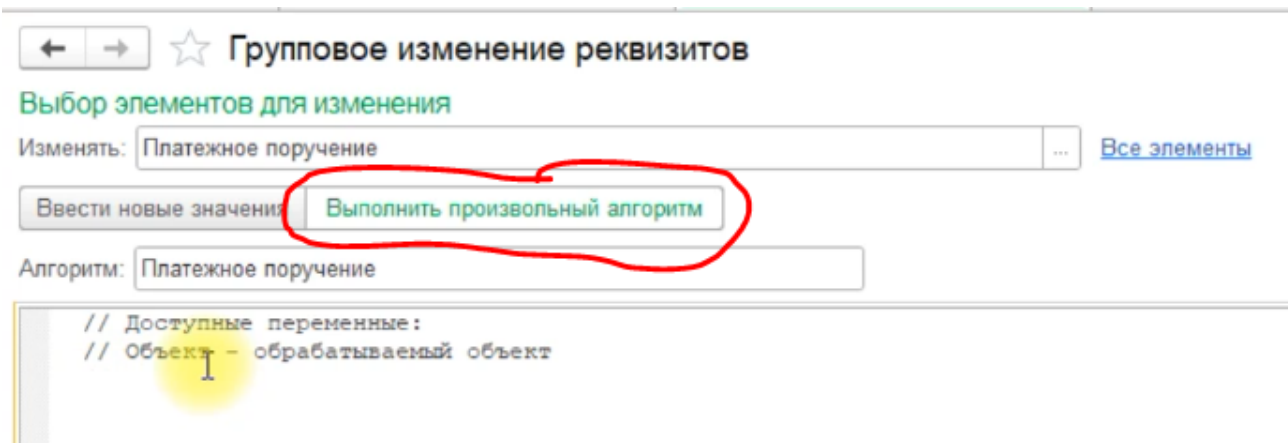 Групповое изменение реквизитов
Выбор элементов для изменения
Изменять: Платежное поручение ... Все элементы
Ввести новые значения Выполнить произвольный алгоритм
Алгоритм: Платежное поручение
// Доступные переменные:
// Объект - обрабатываемый объект